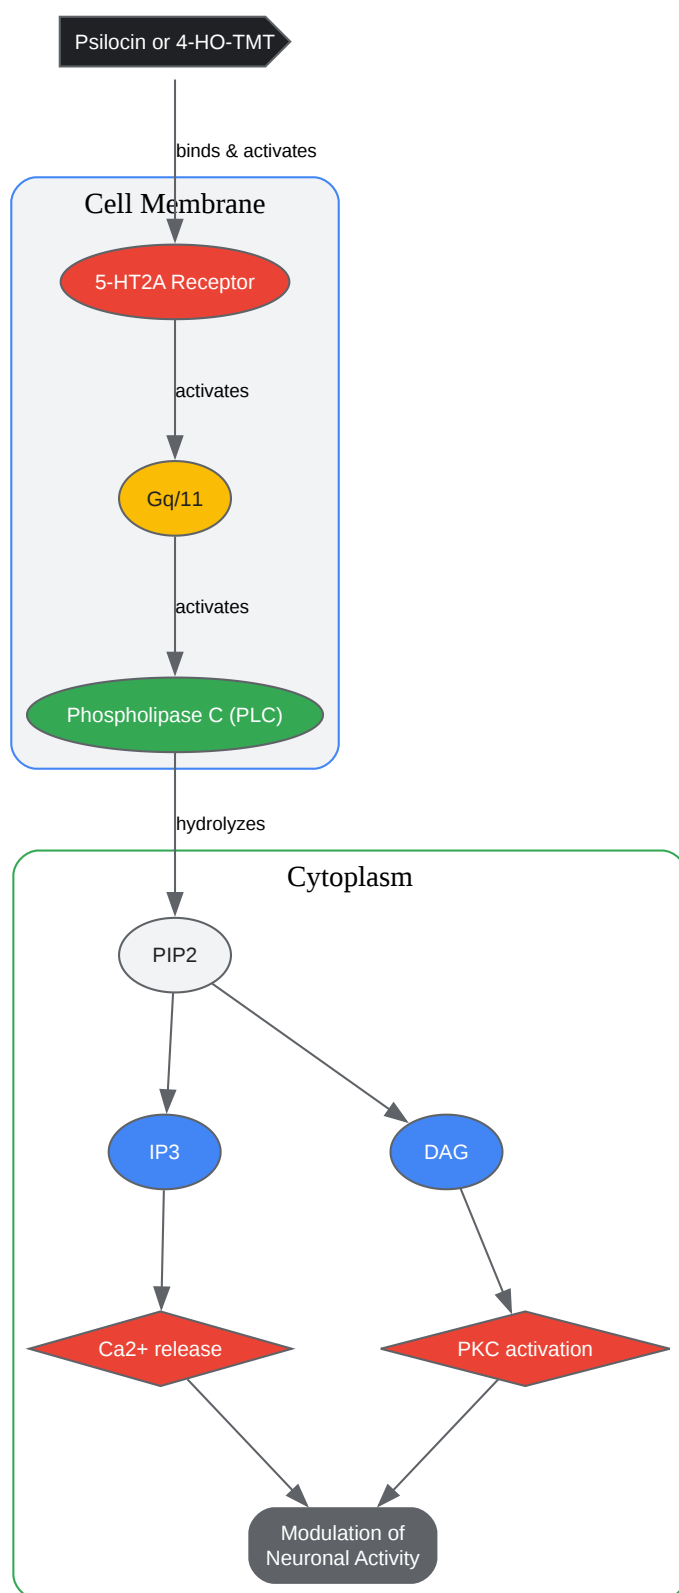 Psilocin or 4-HO-TMT
binds & activates
Cell Membrane
5-HT2A Receptor
activates
Gq/11
activates
Phospholipase C (PLC)
hydrolyzes
Cytoplasm
PIP2
IP3
DAG
Ca2+ release
PKC activation
Modulation of
Neuronal Activity